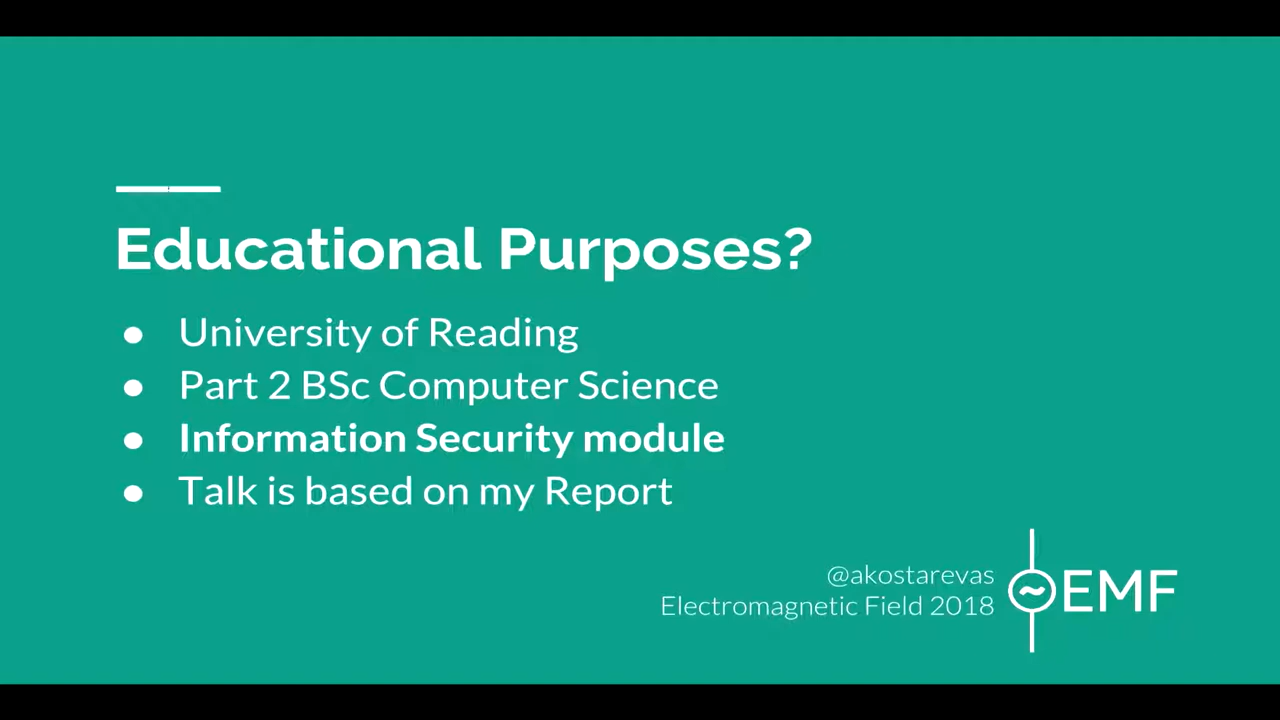 Educational Purposes?
● University of Reading
● Part 2 BSc Computer Science
● Information Security module
● Talk is based on my Report
@akostarevas
Electromagnetic Field 2018
EMF